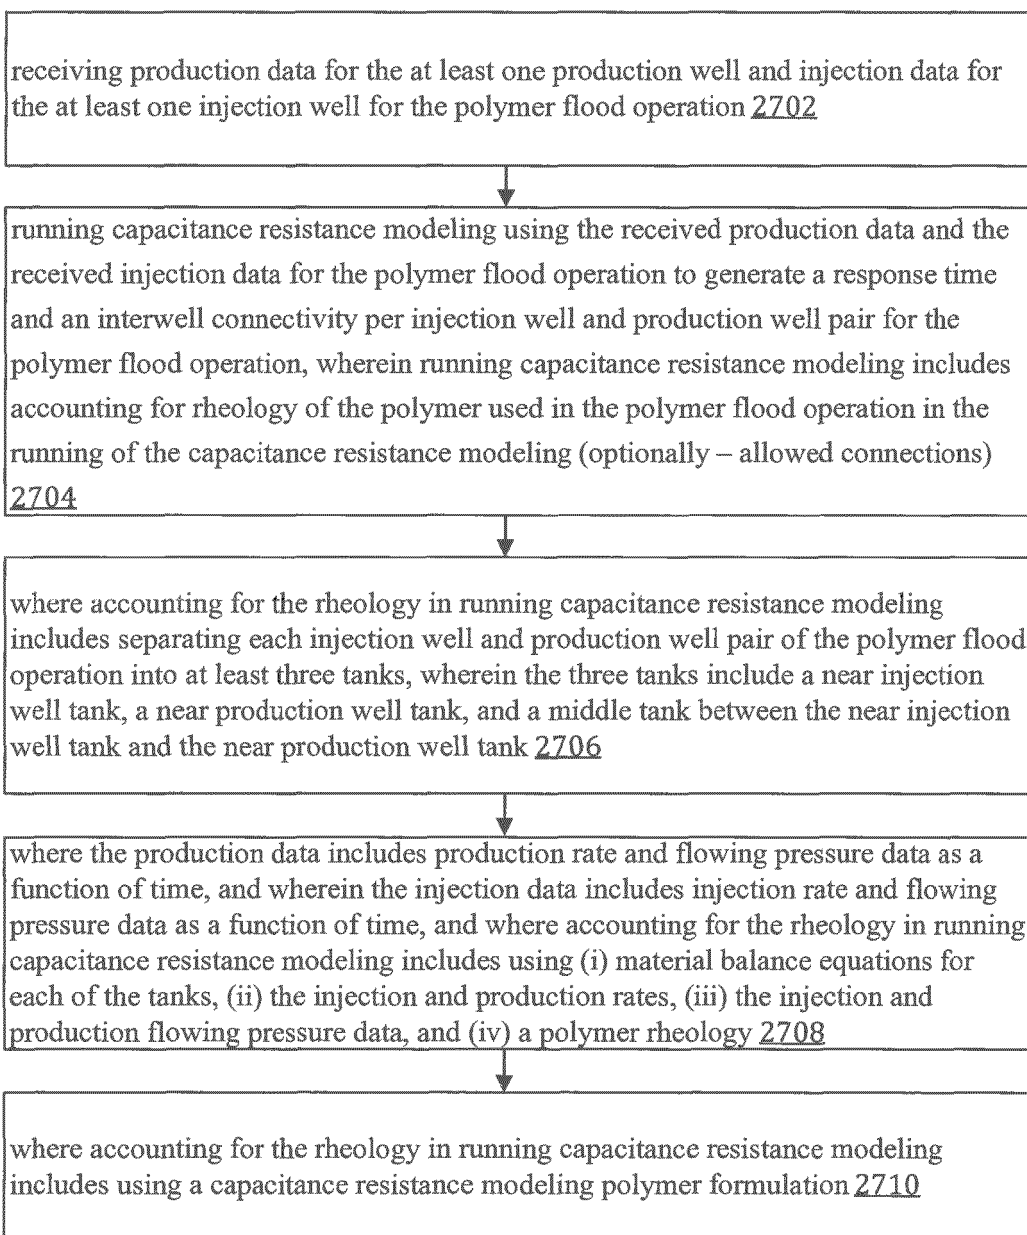 receiving production data for the at least one production well and injection data for
the at least one injection well for the polymer flood operation 2702
running capacitance resistance modeling using the received production data and the
received injection data for the polymer flood operation to generate a response time
and an interwell connectivity per injection well and production well pair for the
polymer flood operation, wherein running capacitance resistance modeling includes
accounting for rheology of the polymer used in the polymer flood operation in the
running of the capacitance resistance modeling (optionally – allowed connections)
2704
where accounting for the rheology in running capacitance resistance modeling
includes separating each injection well and production well pair of the polymer flood
operation into at least three tanks, wherein the three tanks include a near injection
well tank, a near production well tank, and a middle tank between the near injection
well tank and the near production well tank 2706
where the production data includes production rate and flowing pressure data as a
function of time, and wherein the injection data includes injection rate and flowing
pressure data as a function of time, and where accounting for the rheology in running
capacitance resistance modeling includes using (i) material balance equations for
each of the tanks, (ii) the injection and production rates, (iii) the injection and
production flowing pressure data, and (iv) a polymer rheology 2708
where accounting for the rheology in running capacitance resistance modeling
includes using a capacitance resistance modeling polymer formulation 2710